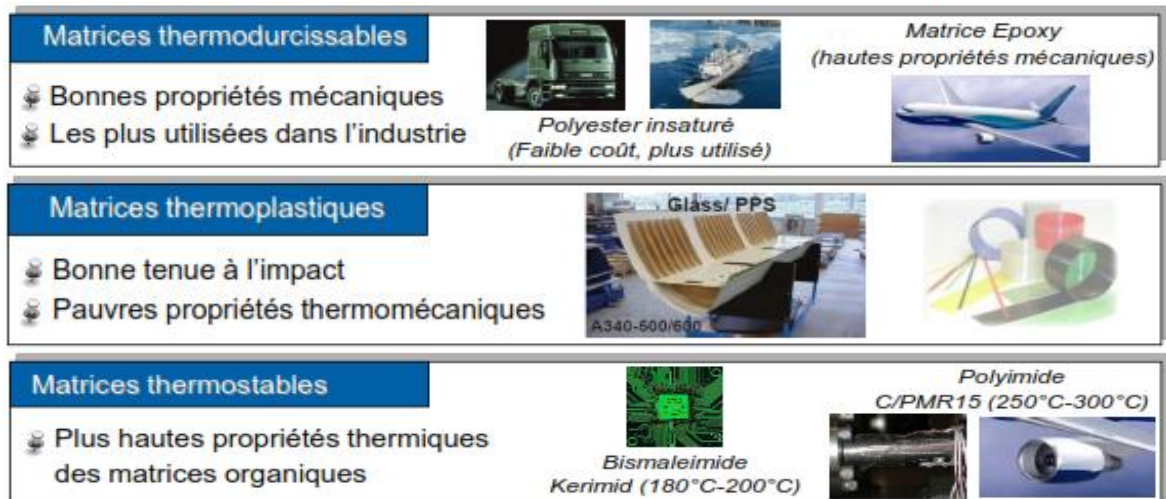 Matrices thermodurcissables
Bonnes propriétés mécaniques
Les plus utilisées dans l'industrie
Polyester insaturé
(Faible coût, plus utilisé)
Matrice Epoxy
(hautes propriétés mécaniques)
Matrices thermoplastiques
Bonne tenue à l'impact
Pauvres propriétés thermomécaniques
Glass/ PPS
A340-500/600
Matrices thermostables
Plus hautes propriétés thermiques
des matrices organiques
Bismaleimide
Kerimid (180°C-200°C)
Polyimide
C/PMR15 (250°C-300°C)